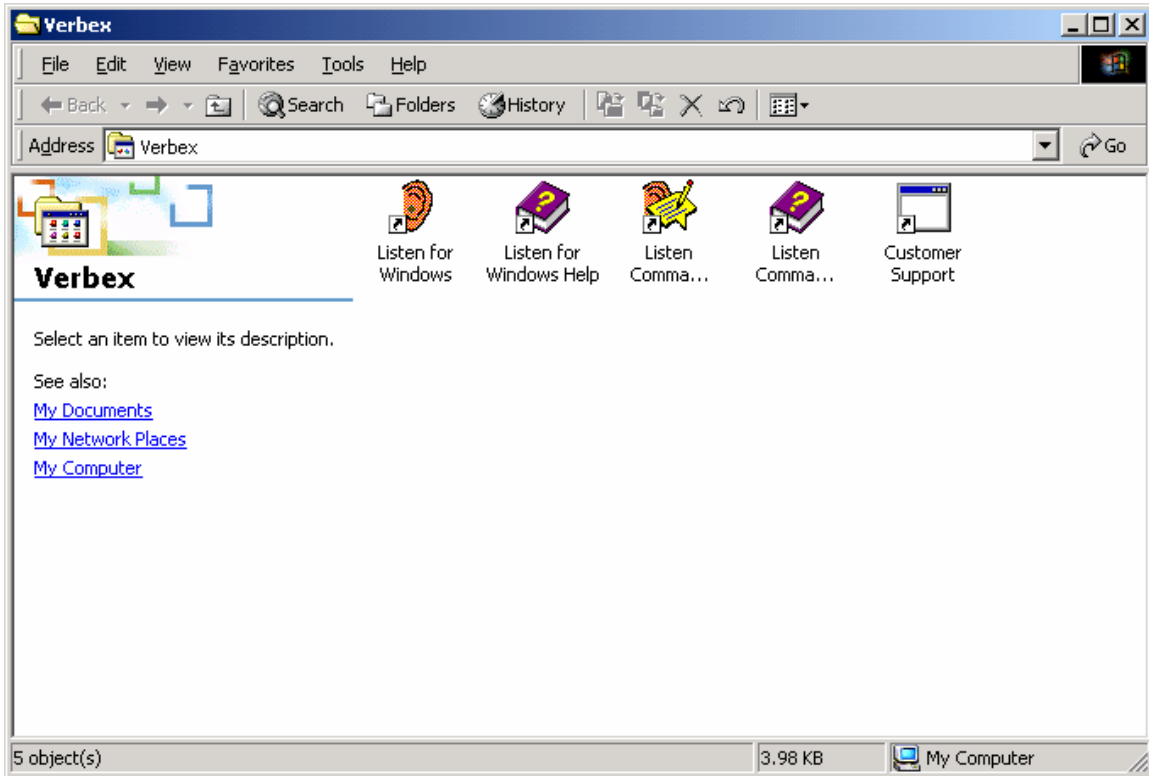 Verbex
File Edit View Favorites Tools Help
Back Search Folders History
Address Verbex Go
Listen for Windows
Listen for Windows Help
Listen Comma...
Listen Comma...
Customer Support
Verbex
Select an item to view its description.
See also:
My Documents
My Network Places
My Computer
5 object(s) 3.98 KB My Computer